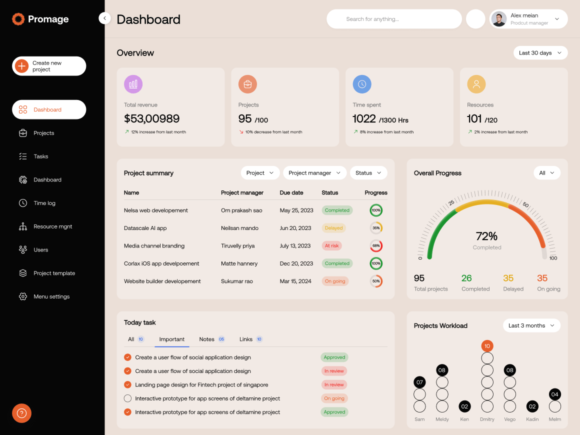 Promage
Dashboard
Search for anything...
Alex meian
Product manager
Create new
project
Dashboard
Projects
Tasks
Dashboard
Time log
Resource mgnt
Users
Project template
Menu settings
Overview
Last 30 days
Total revenue
$53,00989
12% increase from last month
Projects
95 /100
10% decrease from last month
Time spent
1022 /1300 Hrs
8% increase from last month
Resources
101 /120
2% increase from last month
Project summary
Project
Project manager
Status
Name Project manager Due date Status Progress
Nelsa web developement Om prakash sao May 25, 2023 Completed 100%
Datascale AI app Neilsan mando Jun 20, 2023 Delayed 35%
Media channel branding Tiruvelly priya July 13, 2023 At risk
Corlax iOS app develpoement Matte hannery Dec 20, 2023 Completed 100%
Website builder developement Sukumar rao Mar 15, 2024 On going
Overall Progress
All
0 25 50 100
72%
Completed
95 26 35 35
Total projects Completed Delayed On going
Today task
All 10 Important Notes Links
Create a user flow of social application design Approved
Create a user flow of social application design In review
Landing page design for Fintech project of singapore In review
Interactive prototype for app screens of deltamine project On going
Interactive prototype for app screens of deltamine project Approved
Projects Workload
Last 3 months
07 08 02 10 08 02 04
Sam Meldy Ken Dmitry Vego Kadin Melm